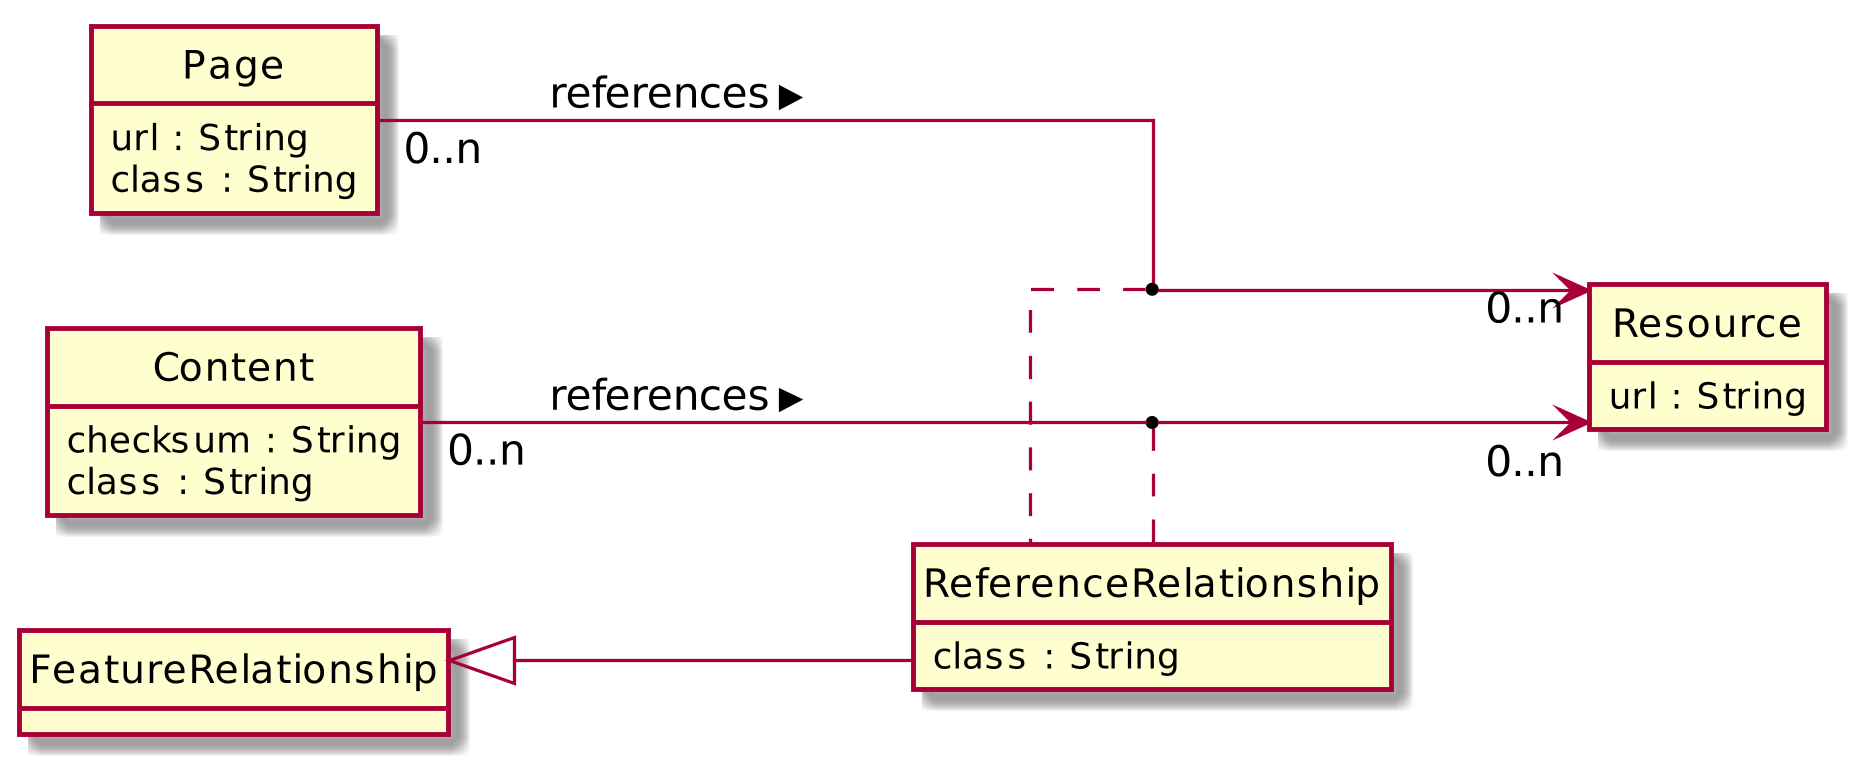 Page
url : String
class : String
references ▶
0..n
0..n
Resource
url : String
Content
checksum : String
class : String
references ▶
0..n
0..n
ReferenceRelationship
class : String
FeatureRelationship